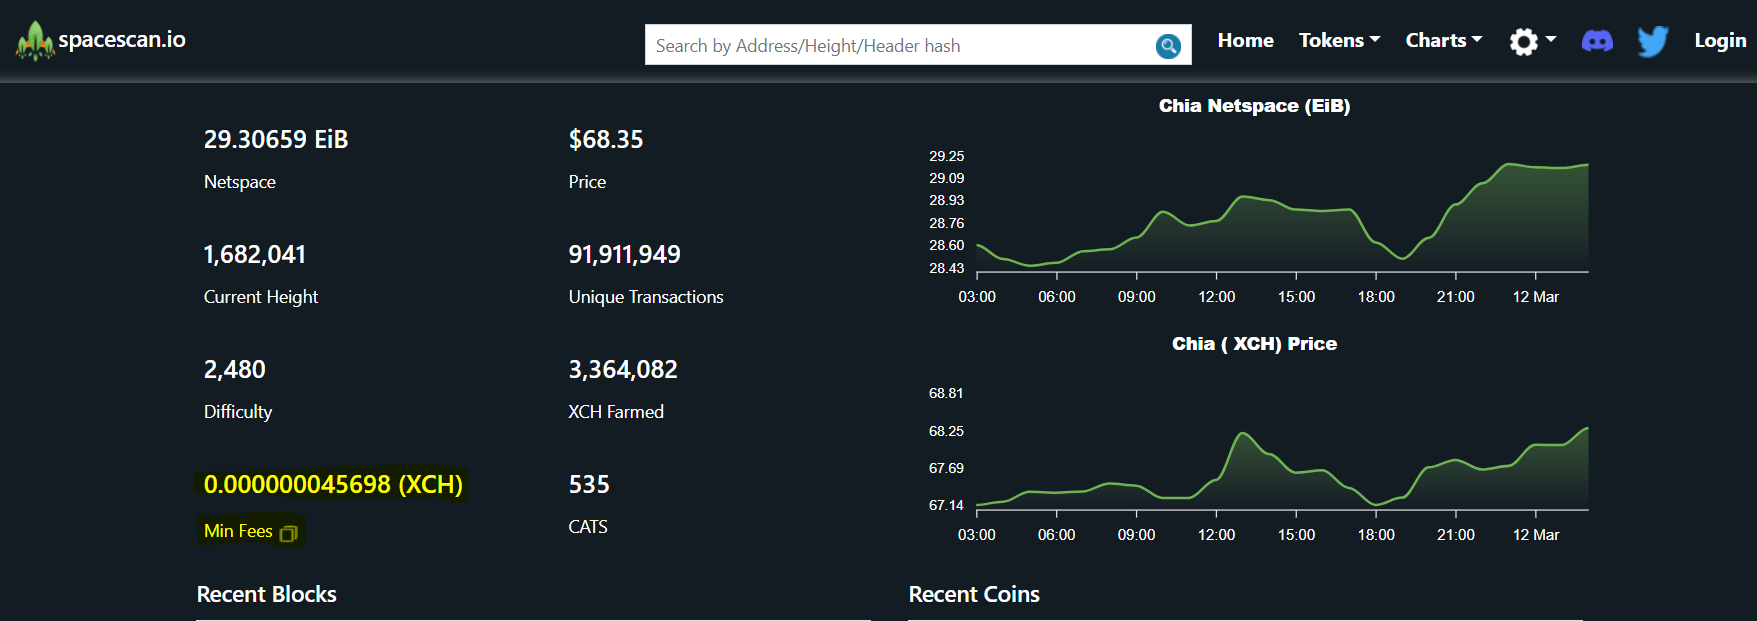 spacescan.io
Search by Address/Height/Header hash
Home Tokens Charts Login
29.30659 EiB
Netspace
$68.35
Price
1,682,041
Current Height
91,911,949
Unique Transactions
2,480
Difficulty
3,364,082
XCH Farmed
0.000000045698 (XCH)
Min Fees
535
CATS
Chia Netspace (EiB)
29.25
29.09
28.93
28.76
28.60
28.43
03:00 06:00 09:00 12:00 15:00 18:00 21:00 12 Mar
Chia ( XCH) Price
68.81
68.25
67.69
67.14
03:00 06:00 09:00 12:00 15:00 18:00 21:00 12 Mar
Recent Blocks
Recent Coins